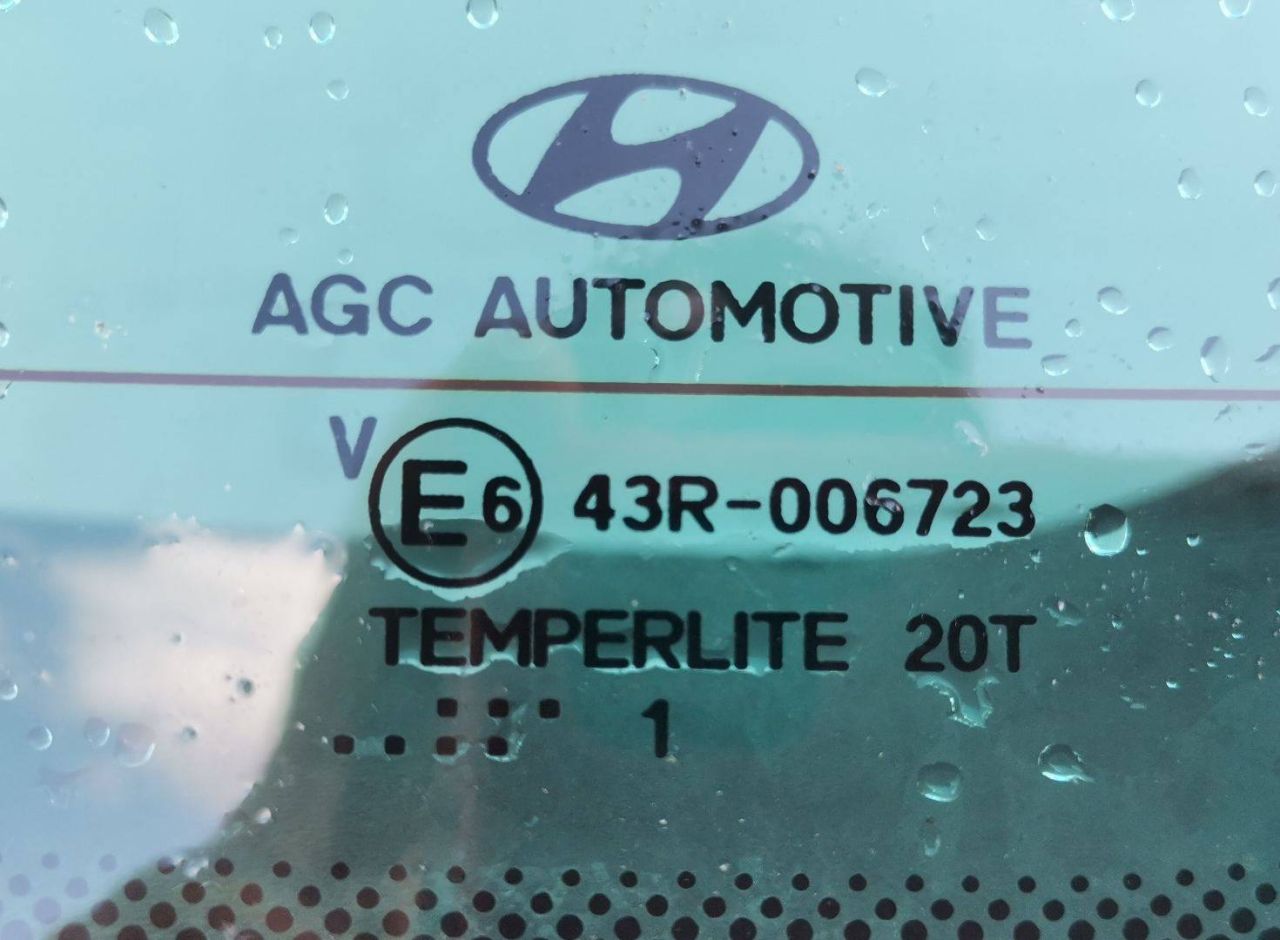 AGC AUTOMOTIVE
V E6 43R-006723
TEMPERLITE 20T
1